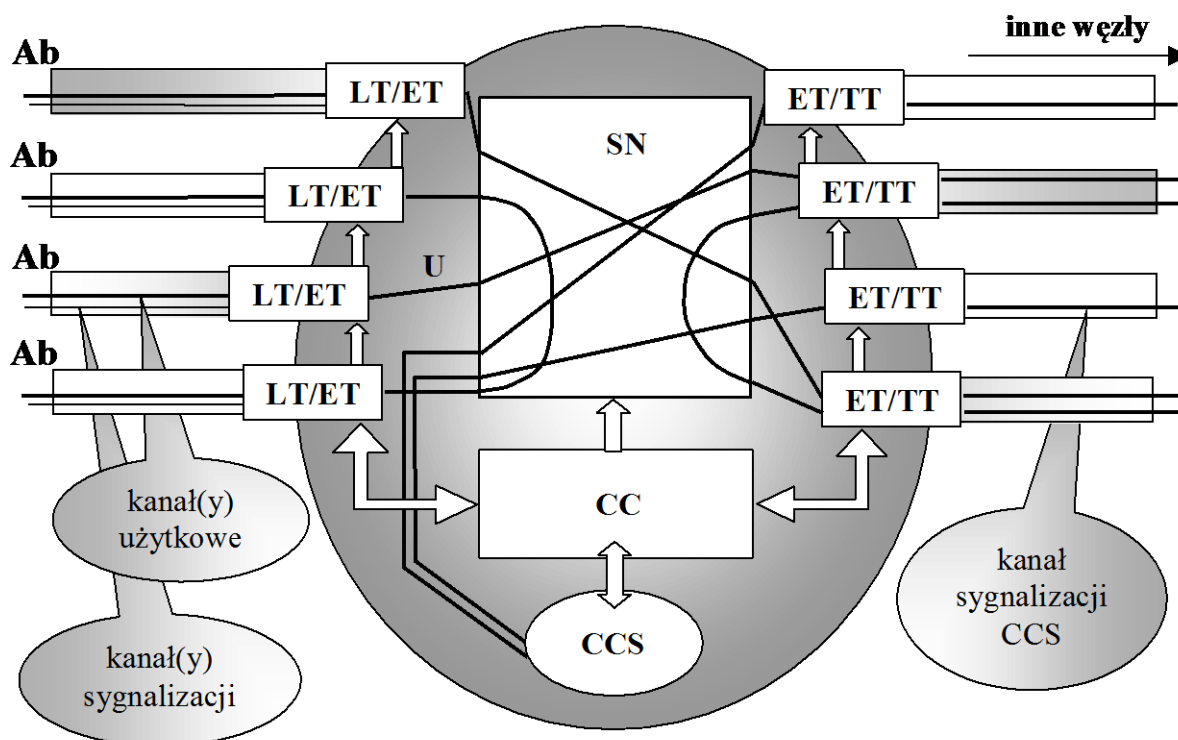 inne węzły
Ab
LT/ET
ET/TT
SN
Ab
LT/ET
ET/TT
Ab
U
LT/ET
ET/TT
Ab
LT/ET
ET/TT
CC
kanał(y)
użytkowe
kanał
sygnalizacji
CCS
CCS
kanał(y)
sygnalizacji